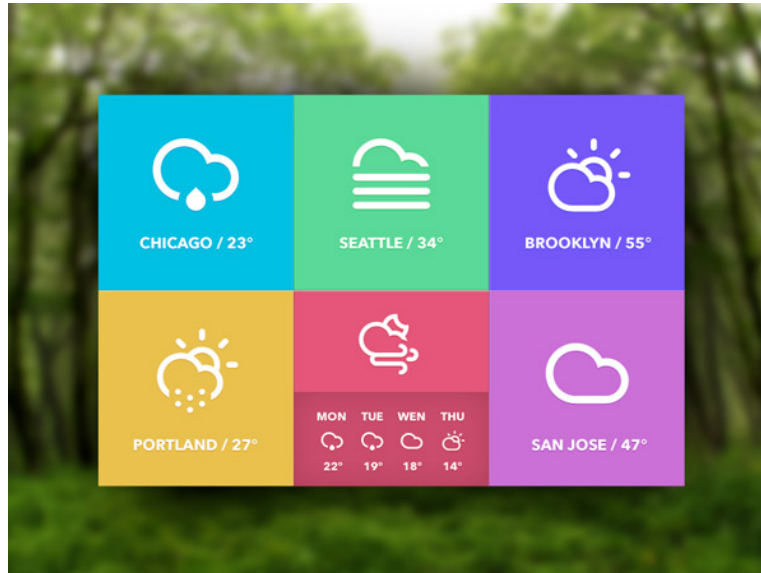 CHICAGO / 23°
SEATTLE / 34°
BROOKLYN / 55°
PORTLAND / 27°
MON TUE WEN THU
22° 19° 18° 14°
SAN JOSE / 47°